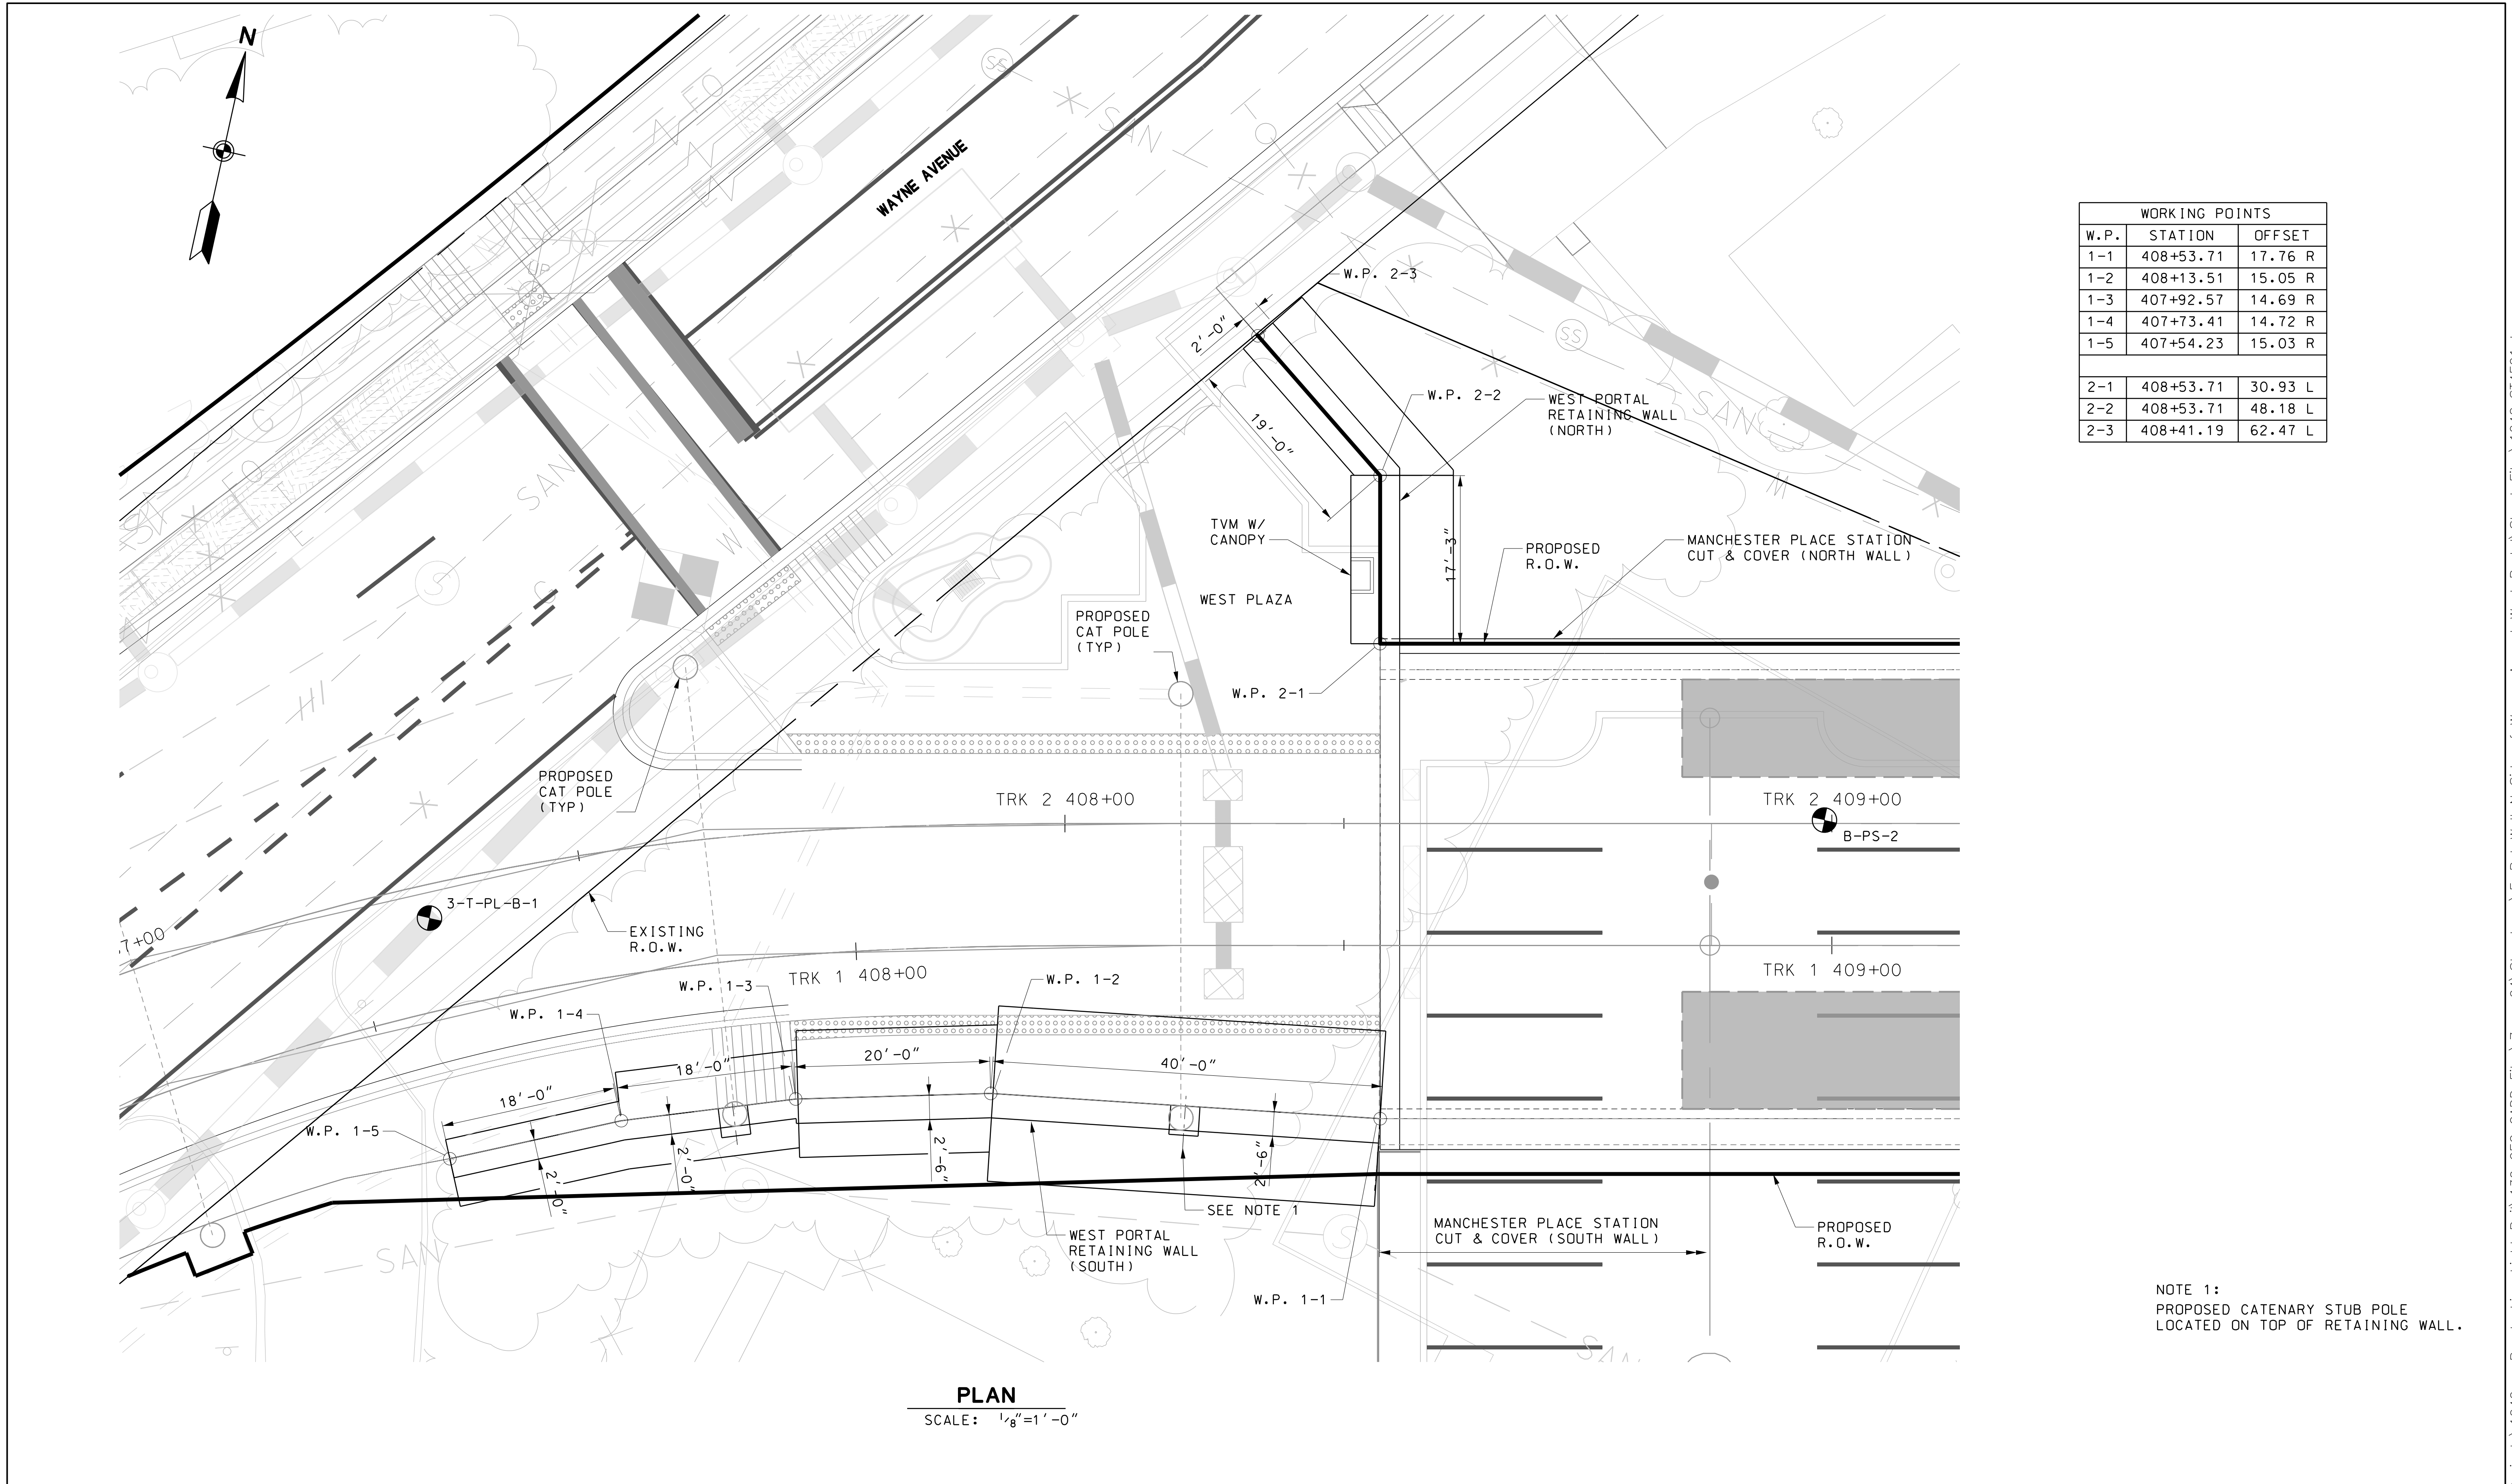 N
WAYNE AVENUE
SS
SAN
WORKING POINTS
W.P. STATION OFFSET
1-1 408+53.71 17.76 R
1-2 408+13.51 15.05 R
1-3 407+92.57 14.69 R
1-4 407+73.41 14.72 R
1-5 407+54.23 15.03 R
2-1 408+53.71 30.93 L
2-2 408+53.71 48.18 L
2-3 408+41.19 62.47 L
W.P. 2-3
2'-0"
SS
W.P. 2-2
WEST PORTAL
RETAINING WALL
(NORTH)
SAN
19'-0"
SAN
TVM W/
CANOPY
17'-3"
PROPOSED
R.O.W.
MANCHESTER PLACE STATION
CUT & COVER (NORTH WALL)
WEST PLAZA
PROPOSED
CAT POLE
(TYP)
W.P. 2-1
PROPOSED
CAT POLE
(TYP)
TRK 2 408+00
TRK 2 409+00
B-PS-2
3-T-PL-B-1
7+00
EXISTING
R.O.W.
TRK 1 408+00
TRK 1 409+00
W.P. 1-3
W.P. 1-2
W.P. 1-4
18'-0"
18'-0"
20'-0"
40'-0"
W.P. 1-5
2'-0"
2'-0"
2'-6"
2'-6"
SEE NOTE 1
SAN
WEST PORTAL
RETAINING WALL
(SOUTH)
MANCHESTER PLACE STATION
CUT & COVER (SOUTH WALL)
PROPOSED
R.O.W.
W.P. 1-1
NOTE 1:
PROPOSED CATENARY STUB POLE
LOCATED ON TOP OF RETAINING WALL.
PLAN
SCALE: 1/8"=1'-0"